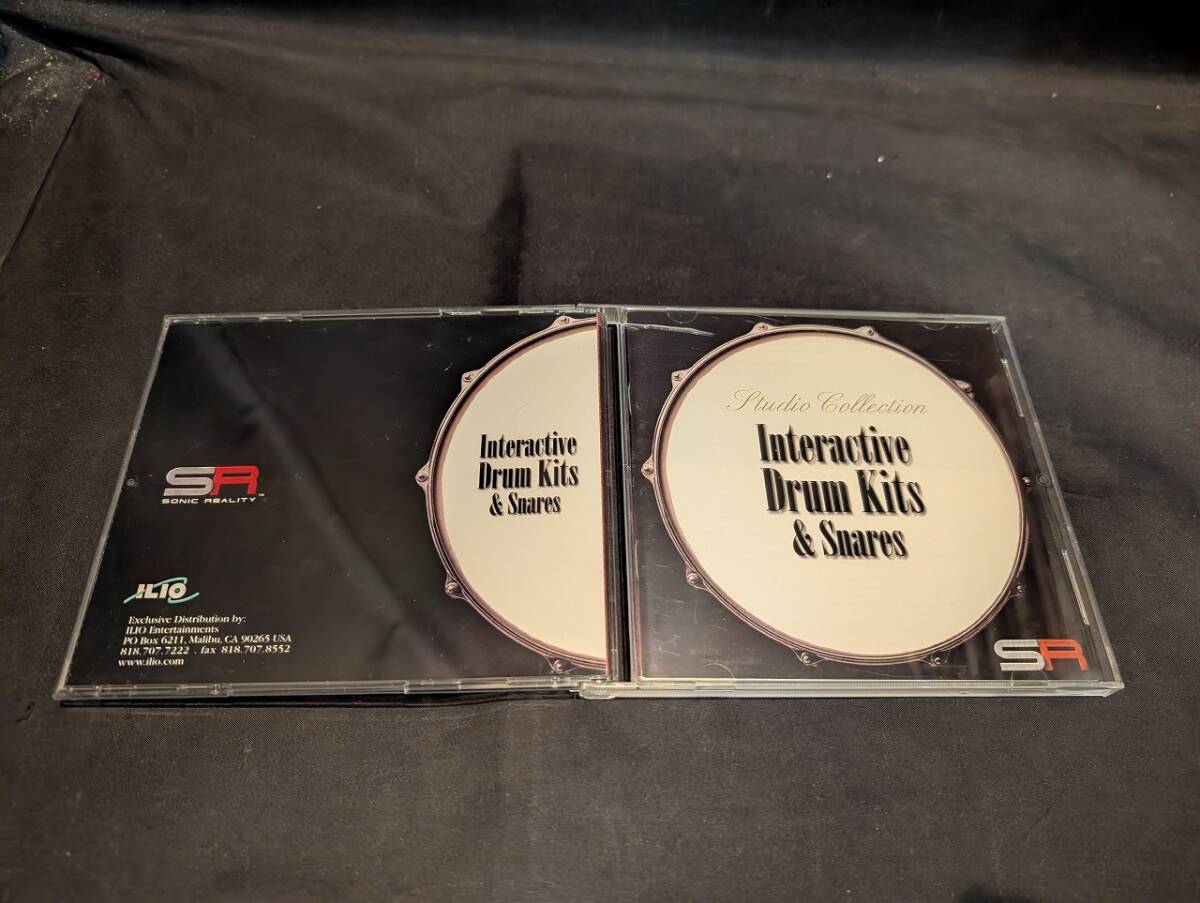 SR
SONIC REALITY™
ILIO
Exclusive Distribution by:
ILIO Entertainments
PO Box 6211, Malibu, CA 90265 USA
818.707.7222 . fax 818.707.8552
www.ilio.com
Interactive
Drum Kits
& Snares
Studio Collection
Interactive
Drum Kits
& Snares
SR